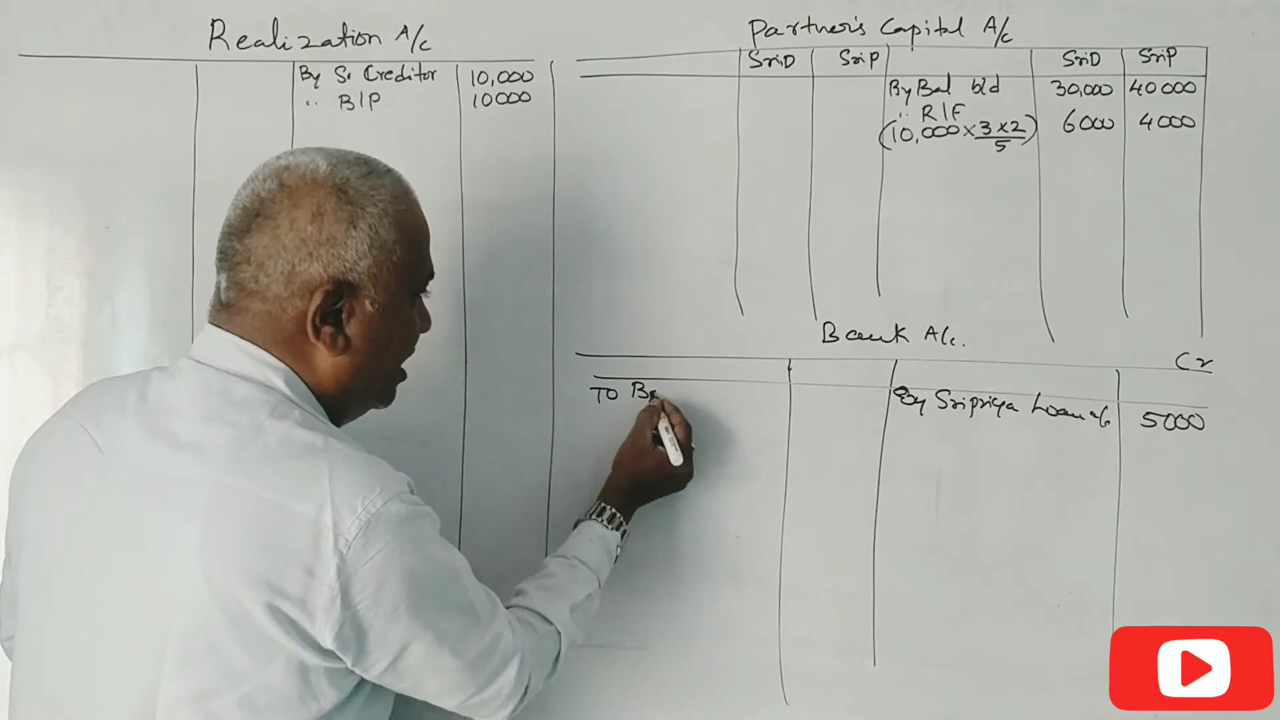 Realization A/c
By S. Creditor 10,000
" B/P 10000
Partner's Capital A/c
SriD SriP SriD SriP
By Bal b/d 30,000 40000
" R/F
(10,000 × 3×2/5) 6000 4000
Bank A/c.
Cr
To Ba
By Sripriya Loan a/c 5000